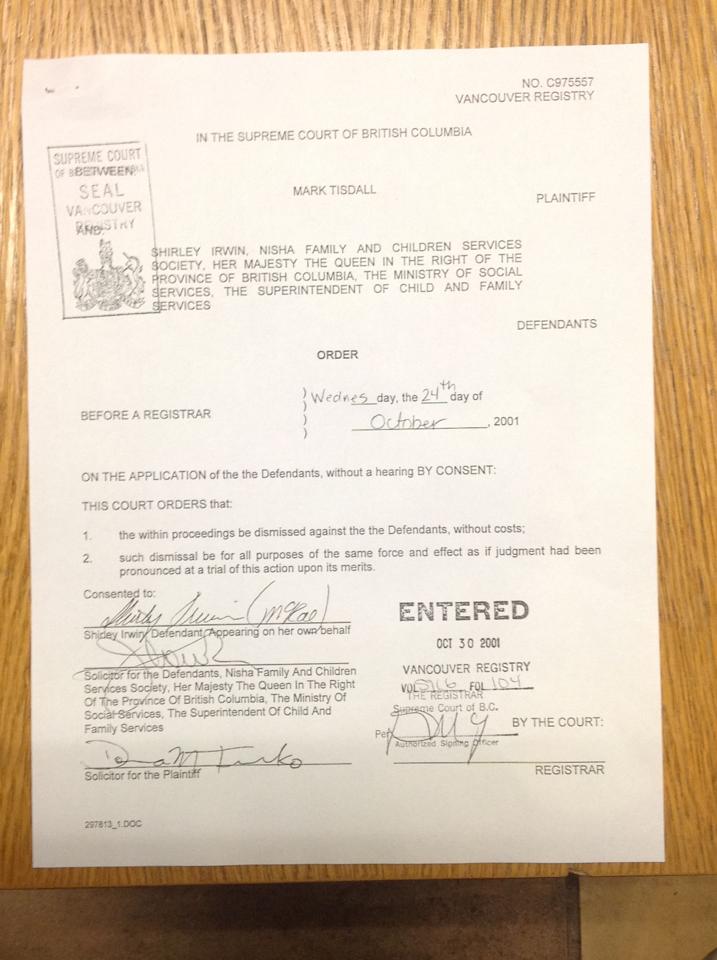 NO. C975557
VANCOUVER REGISTRY
IN THE SUPREME COURT OF BRITISH COLUMBIA
SUPREME COURT
OF
BETWEEN
SEAL
VANCOUVER
REGISTRY
AND:
MARK TISDALL
PLAINTIFF
SHIRLEY IRWIN, NISHA FAMILY AND CHILDREN SERVICES
SOCIETY, HER MAJESTY THE QUEEN IN THE RIGHT OF THE
PROVINCE OF BRITISH COLUMBIA, THE MINISTRY OF SOCIAL
SERVICES, THE SUPERINTENDENT OF CHILD AND FAMILY
SERVICES
DEFENDANTS
ORDER
BEFORE A REGISTRAR
) Wednesday, the 24th day of
)
) October, 2001
)
ON THE APPLICATION of the the Defendants, without a hearing BY CONSENT:
THIS COURT ORDERS that:
1. the within proceedings be dismissed against the the Defendants, without costs;
2. such dismissal be for all purposes of the same force and effect as if judgment had been
pronounced at a trial of this action upon its merits.
Consented to:
Shirley Irwin (McRae)
Shirley Irwin, Defendant Appearing on her own behalf
Solicitor for the Defendants, Nisha Family And Children
Services Society, Her Majesty The Queen In The Right
Of The Province Of British Columbia, The Ministry Of
Social Services, The Superintendent Of Child And
Family Services
Solicitor for the Plaintiff
ENTERED
OCT 30 2001
VANCOUVER REGISTRY
VOL FOL 104
THE REGISTRAR
Supreme Court of B.C.
Per
Authorized Signing Officer
BY THE COURT:
REGISTRAR
297813_1.DOC